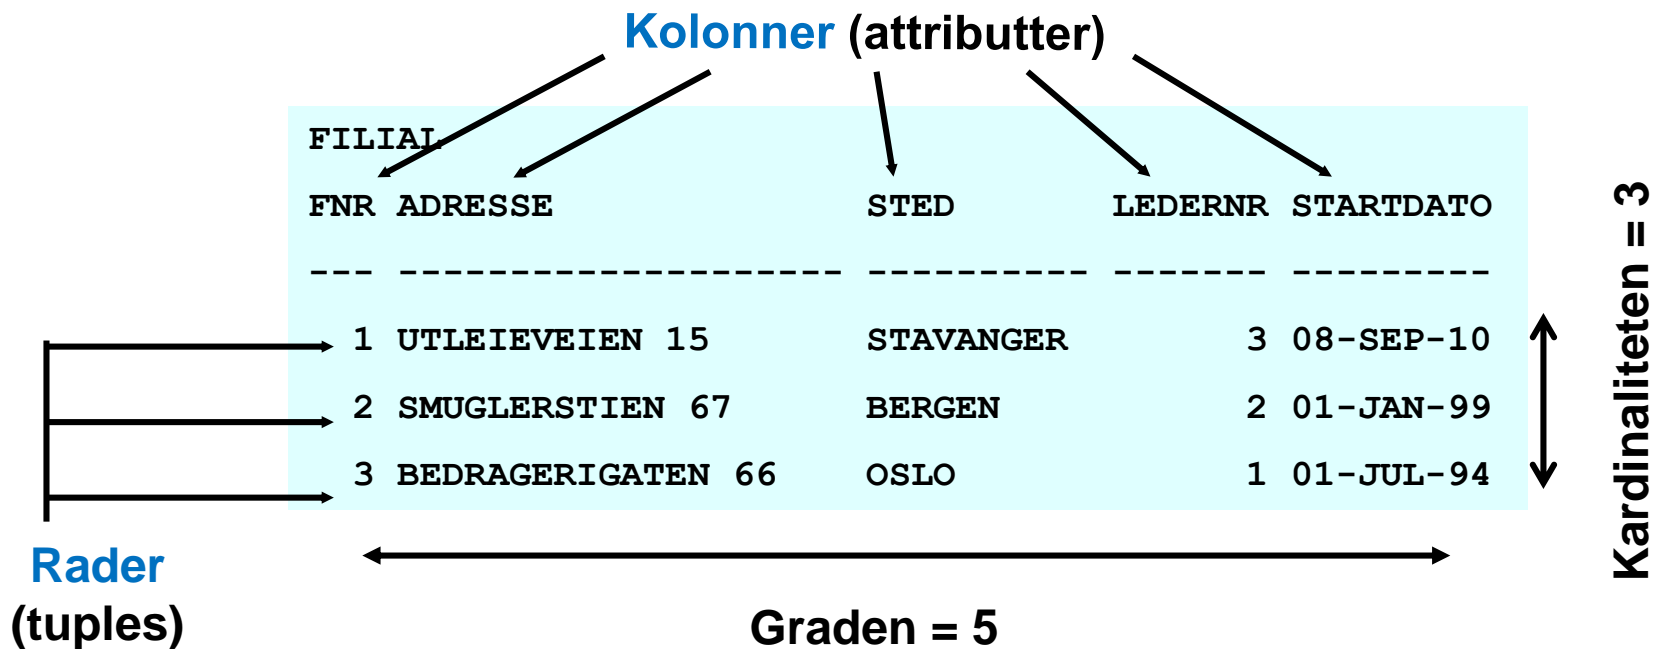 Kolonner (attributter)
FILIAL
FNR ADRESSE STED LEDERNR STARTDATO
--- -------------------- ---------- ------- ---------
1 UTLEIEVEIEN 15 STAVANGER 3 08-SEP-10
2 SMUGLERSTIEN 67 BERGEN 2 01-JAN-99
3 BEDRAGERIGATEN 66 OSLO 1 01-JUL-94
Kardinaliteten = 3
Rader
(tuples)
Graden = 5